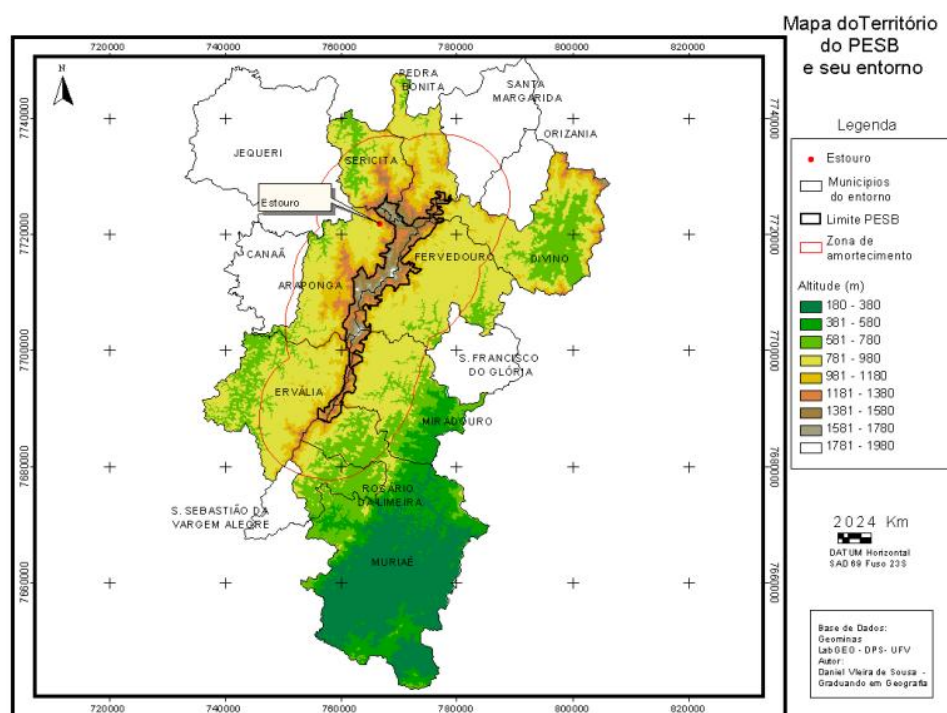 Mapa doTerritório
do PESB
e seu entorno
720000
740000
760000
780000
800000
7740000
7740000
7720000
7720000
7700000
7700000
7680000
7680000
7660000
7660000
720000
740000
760000
780000
800000
N
PEDRA
BONITA
SANTA
MARGARIDA
ORIZANIA
JEQUERI
SERICITA
Estouro
CANAÃ
FERVEDOURO
DIVINO
ARAPONGA
S. FRANCISCO
DO GLÓRIA
ERVÁLIA
MIRADOURO
ROSÁRIO
DA LIMEIRA
S. SEBASTIÃO DA
VARGEM ALEGRE
MURIAÉ
Legenda
Estouro
Municipios
do entorno
Limite PESB
Zona de
amortecimento
Altitude (m)
180 - 380
381 - 580
581 - 780
781 - 980
981 - 1180
1181 - 1380
1381 - 1580
1581 - 1780
1781 - 1980
2024 Km
DATUM Horizontal
SAD 69 Fuso 23S
Base de Dados:
Geominas
LabGEO - DPS- UFV
Autor:
Daniel Vieira de Sousa -
Graduando em Geografia